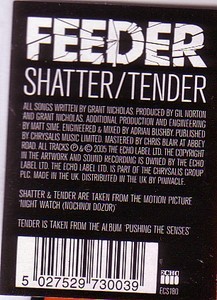 FEEDER
SHATTER/TENDER
ALL SONGS WRITTEN BY GRANT NICHOLAS. PRODUCED BY GIL NORTON
AND GRANT NICHOLAS. ADDITIONAL PRODUCTION AND ENGINEERING
BY MATT SIME. ENGINEERED & MIXED BY ADRIAN BUSHBY. PUBLISHED
BY CHRYSALIS MUSIC LIMITED. MASTERED BY CHRIS BLAIR AT ABBEY
ROAD. ALL TRACKS ℗ & © 2005 THE ECHO LABEL LTD. THE COPYRIGHT
IN THE ARTWORK AND SOUND RECORDING IS OWNED BY THE ECHO
LABEL LTD. THE ECHO LABEL LTD. IS PART OF THE CHRYSALIS GROUP
PLC. MADE IN THE UK. DISTRIBUTED IN THE UK BY PINNACLE.
SHATTER & TENDER ARE TAKEN FROM THE MOTION PICTURE
'NIGHT WATCH (NOCHNOI DOZOR)'
TENDER IS TAKEN FROM THE ALBUM 'PUSHING THE SENSES'
5 027529 730039
ECHO
ECS180